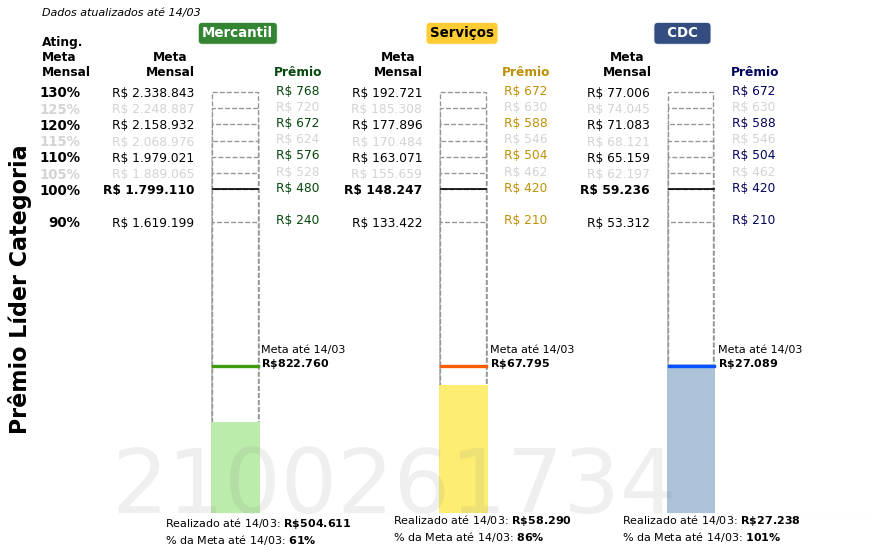 Dados atualizados até 14/03
Mercantil Serviços CDC
Ating.
Meta Meta Meta Meta
Mensal Mensal Prêmio Mensal Prêmio Mensal Prêmio
130% R$ 2.338.843 R$ 768 R$ 192.721 R$ 672 R$ 77.006 R$ 672
125% R$ 2.248.887 R$ 720 R$ 185.308 R$ 630 R$ 74.045 R$ 630
120% R$ 2.158.932 R$ 672 R$ 177.896 R$ 588 R$ 71.083 R$ 588
115% R$ 2.068.976 R$ 624 R$ 170.484 R$ 546 R$ 68.121 R$ 546
110% R$ 1.979.021 R$ 576 R$ 163.071 R$ 504 R$ 65.159 R$ 504
105% R$ 1.889.065 R$ 528 R$ 155.659 R$ 462 R$ 62.197 R$ 462
100% R$ 1.799.110 R$ 480 R$ 148.247 R$ 420 R$ 59.236 R$ 420
90% R$ 1.619.199 R$ 240 R$ 133.422 R$ 210 R$ 53.312 R$ 210
Prêmio Líder Categoria
Meta até 14/03 Meta até 14/03 Meta até 14/03
R$822.760 R$67.795 R$27.089
2100261734
Realizado até 14/03: R$504.611 Realizado até 14/03: R$58.290 Realizado até 14/03: R$27.238
% da Meta até 14/03: 61% % da Meta até 14/03: 86% % da Meta até 14/03: 101%